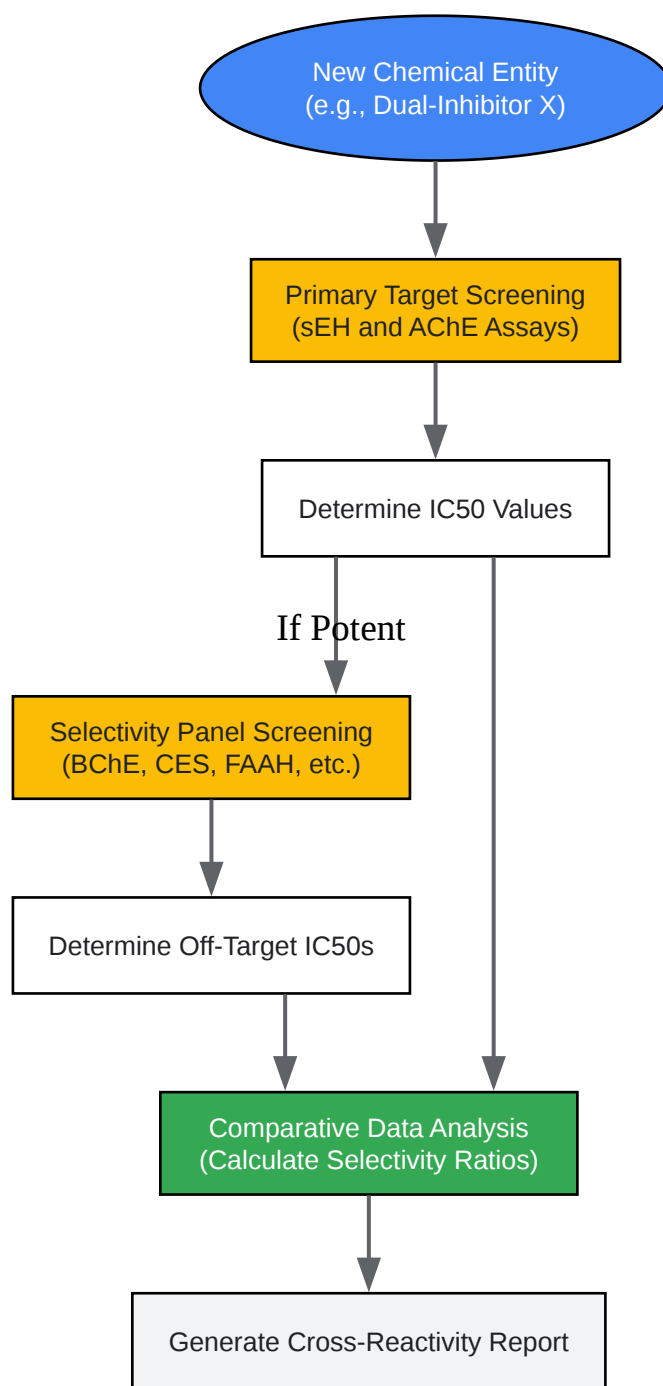 New Chemical Entity
(e.g., Dual-Inhibitor X)
Primary Target Screening
(sEH and AChE Assays)
Determine IC50 Values
If Potent
Selectivity Panel Screening
(BChE, CES, FAAH, etc.)
Determine Off-Target IC50s
Comparative Data Analysis
(Calculate Selectivity Ratios)
Generate Cross-Reactivity Report